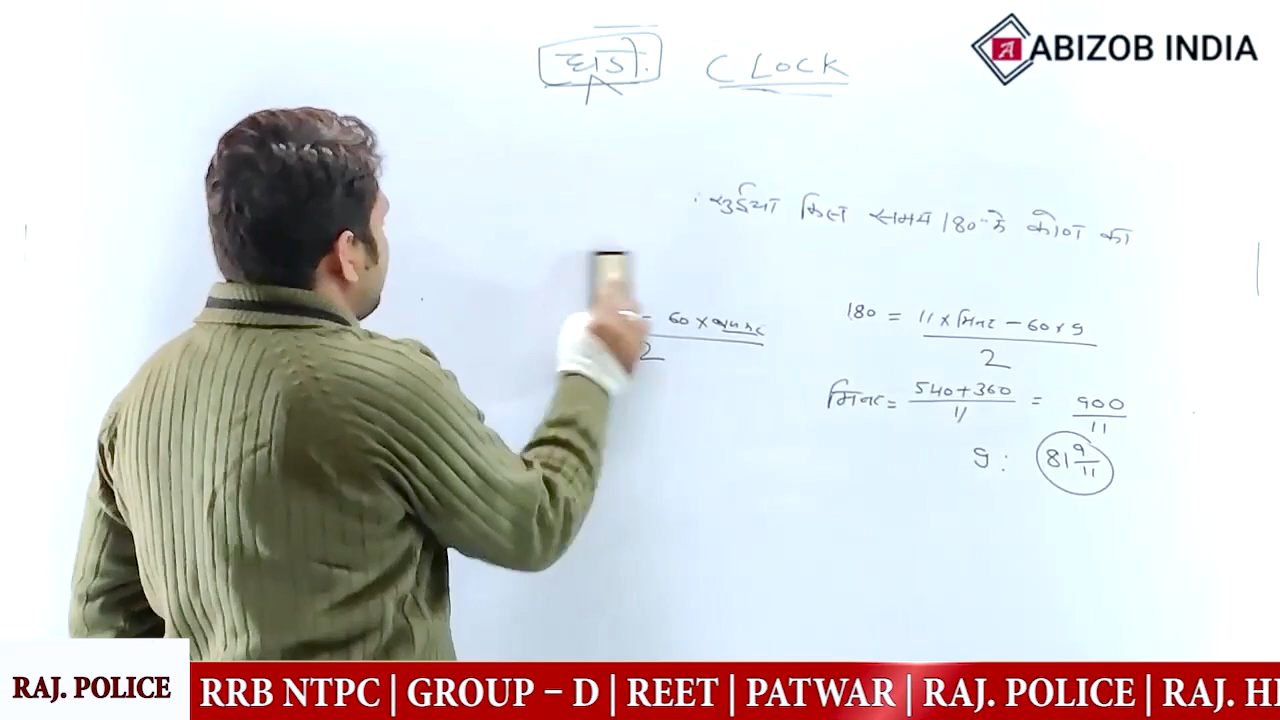 ABIZOB INDIA
घड़ी CLOCK
सुईया किस समय 180° के कोण का
- 60 × घण्टा
2
180 = 11 × मिनट - 60 × 9
2
मिनट = 540 + 360 = 900
11 11
9 : 81 9/11
RAJ. POLICE
RRB NTPC | GROUP – D | REET | PATWAR | RAJ. POLICE | RAJ. H